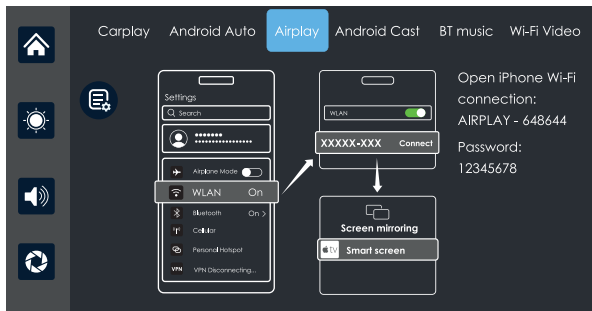 Carplay Android Auto Airplay Android Cast BT music Wi-Fi Video
Settings
Search
Airplane Mode
WLAN On
Bluetooth On >
Cellular
Personal Hotspot
VPN VPN Disconnecting...
WLAN
XXXXX-XXX Connect
Screen mirroring
tv Smart screen
Open iPhone Wi-Fi
connection:
AIRPLAY - 648644
Password:
12345678